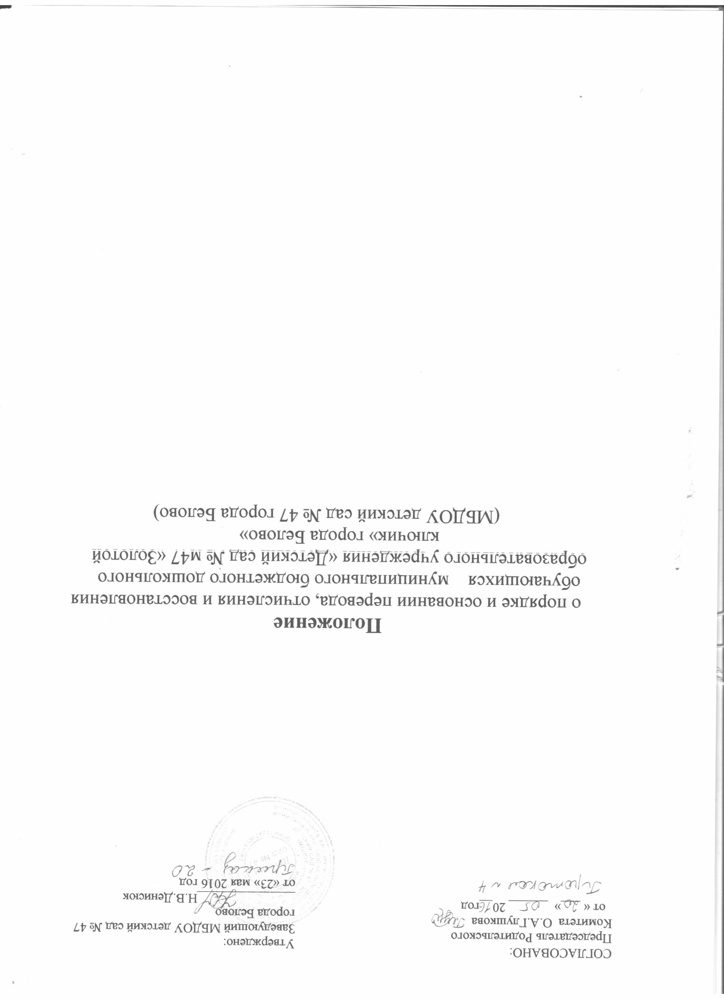 СОГЛАСОВАНО:
Председатель Родительского
Комитета О.А.Глушкова
от « 20 » 05 2016год
Протокол № 4
Утверждено:
Заведующий МБДОУ детский сад № 47
города Белово
Н.В.Денисюк
от «23» мая 2016 год
Приказ - 20
Положение
о порядке и основании перевода, отчисления и восстановления
обучающихся муниципального бюджетного дошкольного
образовательного учреждения «Детский сад № м47 «Золотой
ключик» города Белово»
(МБДОУ детский сад № 47 города Белово)